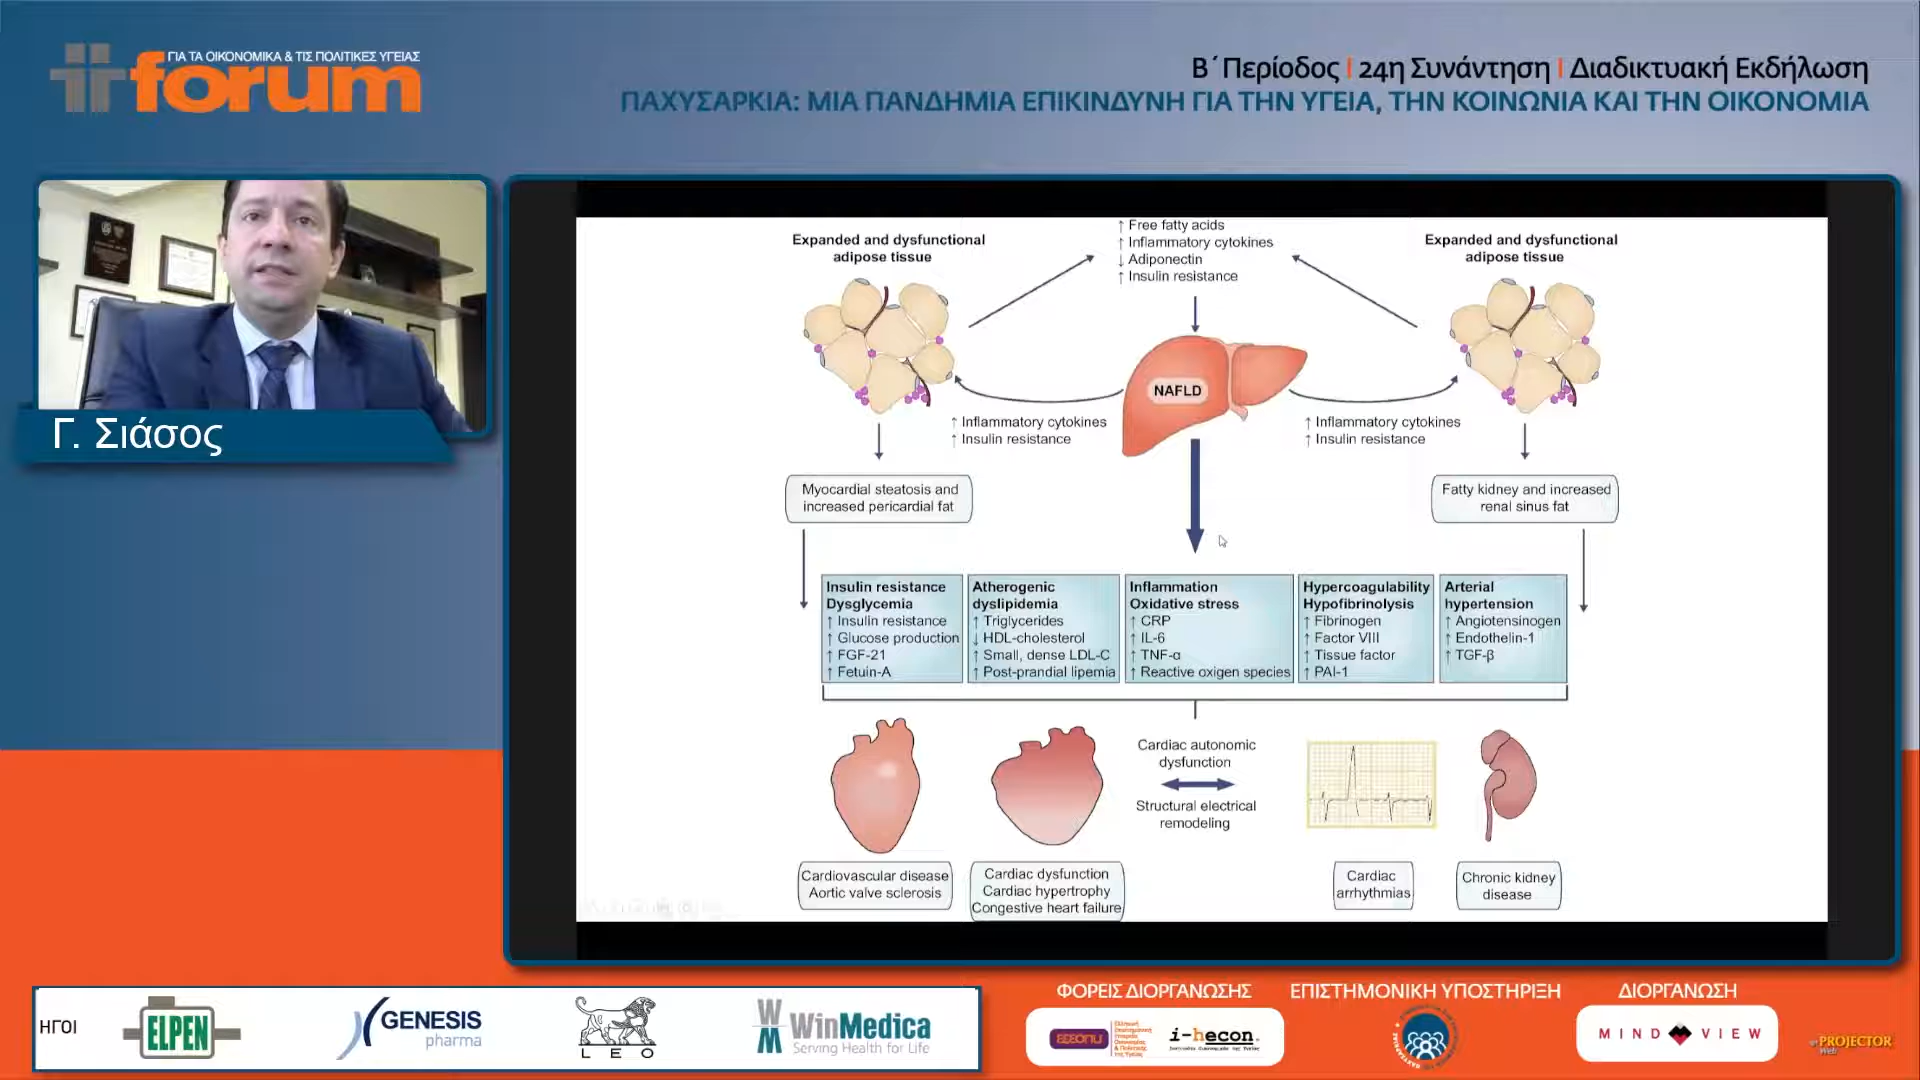 ΓΙΑ ΤΑ ΟΙΚΟΝΟΜΙΚΑ & ΤΙΣ ΠΟΛΙΤΙΚΕΣ ΥΓΕΙΑΣ
forum
Β΄ Περίοδος | 24η Συνάντηση | Διαδικτυακή Εκδήλωση
ΠΑΧΥΣΑΡΚΙΑ: ΜΙΑ ΠΑΝΔΗΜΙΑ ΕΠΙΚΙΝΔΥΝΗ ΓΙΑ ΤΗΝ ΥΓΕΙΑ, ΤΗΝ ΚΟΙΝΩΝΙΑ ΚΑΙ ΤΗΝ ΟΙΚΟΝΟΜΙΑ
Γ. Σιάσος
Expanded and dysfunctional
adipose tissue
↑ Free fatty acids
↑ Inflammatory cytokines
↓ Adiponectin
↑ Insulin resistance
Expanded and dysfunctional
adipose tissue
NAFLD
↑ Inflammatory cytokines
↑ Insulin resistance
↑ Inflammatory cytokines
↑ Insulin resistance
Myocardial steatosis and
increased pericardial fat
Fatty kidney and increased
renal sinus fat
Insulin resistance
Dysglycemia
↑ Insulin resistance
↑ Glucose production
↑ FGF-21
↑ Fetuin-A
Atherogenic
dyslipidemia
↑ Triglycerides
↓ HDL-cholesterol
↑ Small, dense LDL-C
↑ Post-prandial lipemia
Inflammation
Oxidative stress
↑ CRP
↑ IL-6
↑ TNF-α
↑ Reactive oxigen species
Hypercoagulability
Hypofibrinolysis
↑ Fibrinogen
↑ Factor VIII
↑ Tissue factor
↑ PAI-1
Arterial
hypertension
↑ Angiotensinogen
↑ Endothelin-1
↑ TGF-β
Cardiac autonomic
dysfunction
Structural electrical
remodeling
Cardiovascular disease
Aortic valve sclerosis
Cardiac dysfunction
Cardiac hypertrophy
Congestive heart failure
Cardiac
arrhythmias
Chronic kidney
disease
ΗΓΟΙ
ELPEN
GENESIS
pharma
LEO
WinMedica
Serving Health for Life
ΦΟΡΕΙΣ ΔΙΟΡΓΑΝΩΣΗΣ
i-hecon
ΕΠΙΣΤΗΜΟΝΙΚΗ ΥΠΟΣΤΗΡΙΞΗ
ΔΙΟΡΓΑΝΩΣΗ
MIND VIEW
PROJECTOR
Web